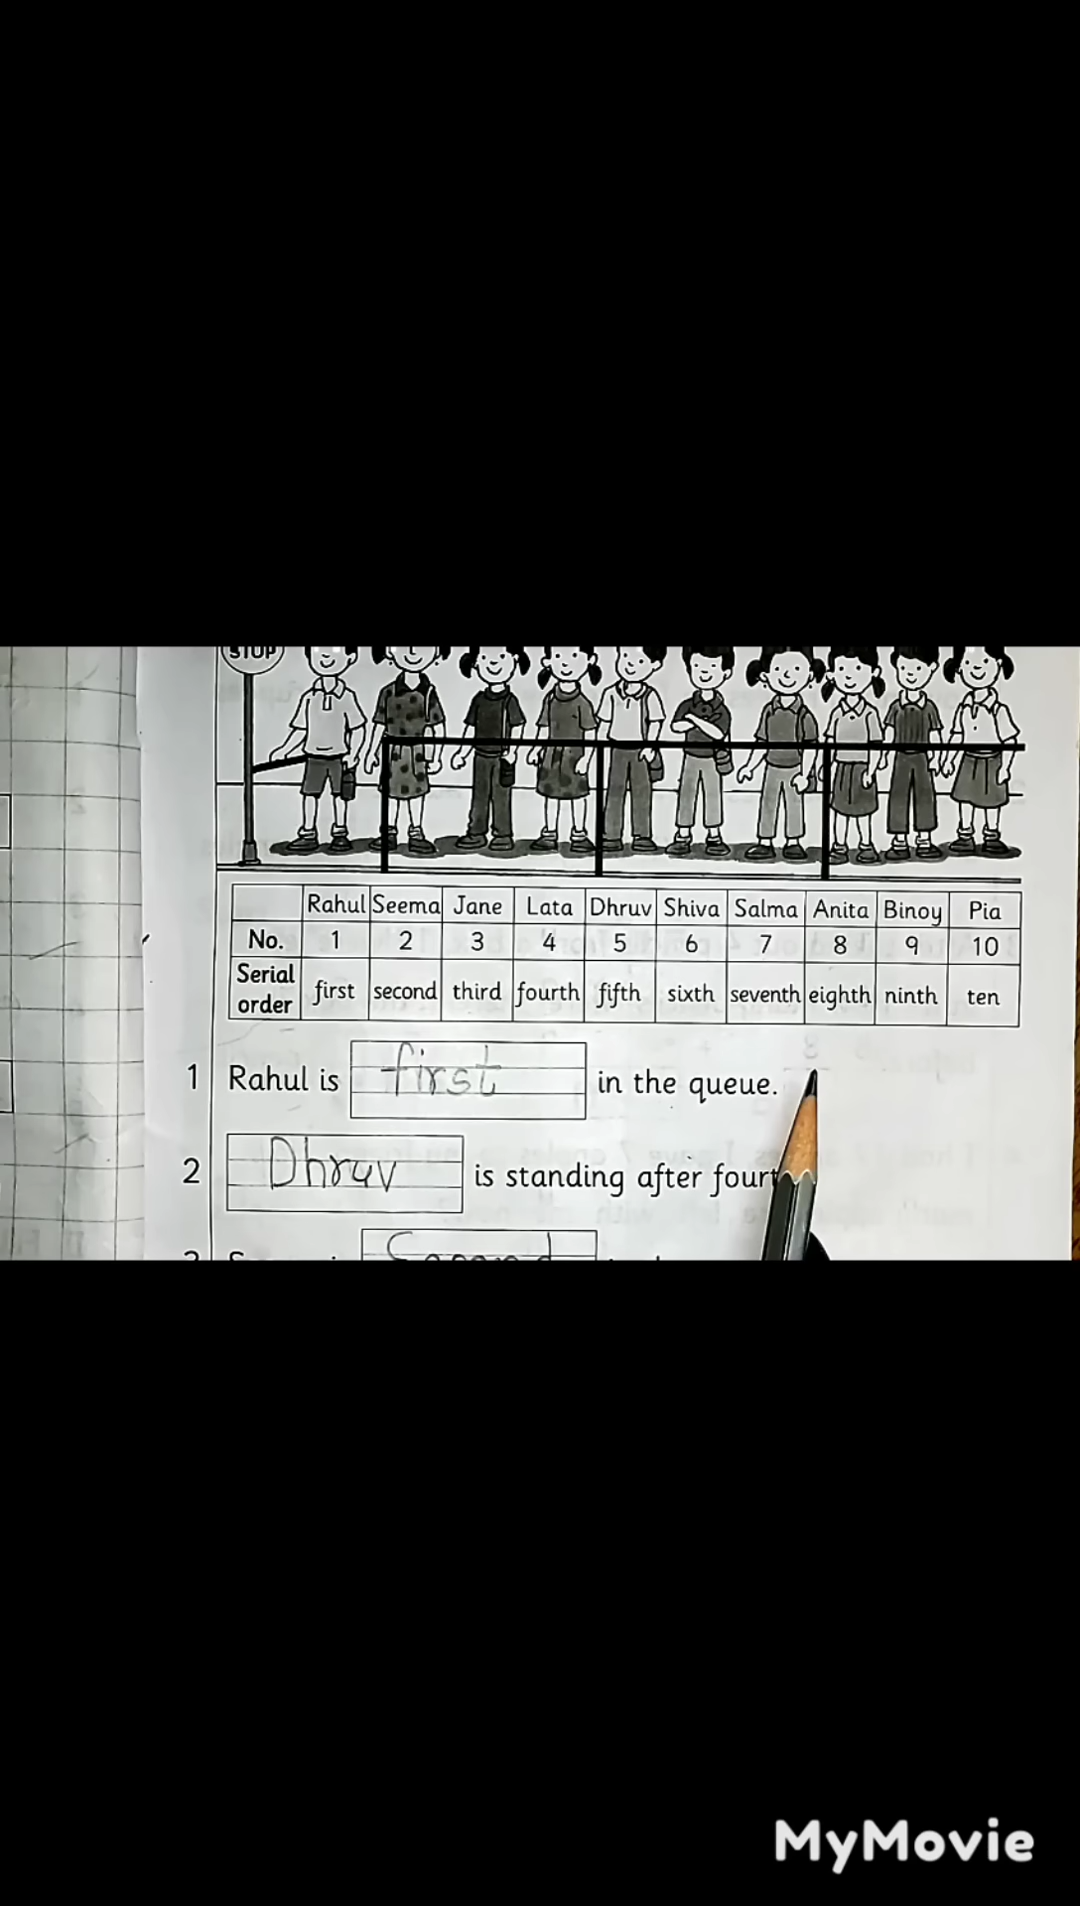 STOP
Rahul Seema Jane Lata Dhruv Shiva Salma Anita Binoy Pia
No. 1 2 3 4 5 6 7 8 9 10
Serial order first second third fourth fifth sixth seventh eighth ninth ten
1 Rahul is first in the queue.
2 Dhruv is standing after
MyMovie